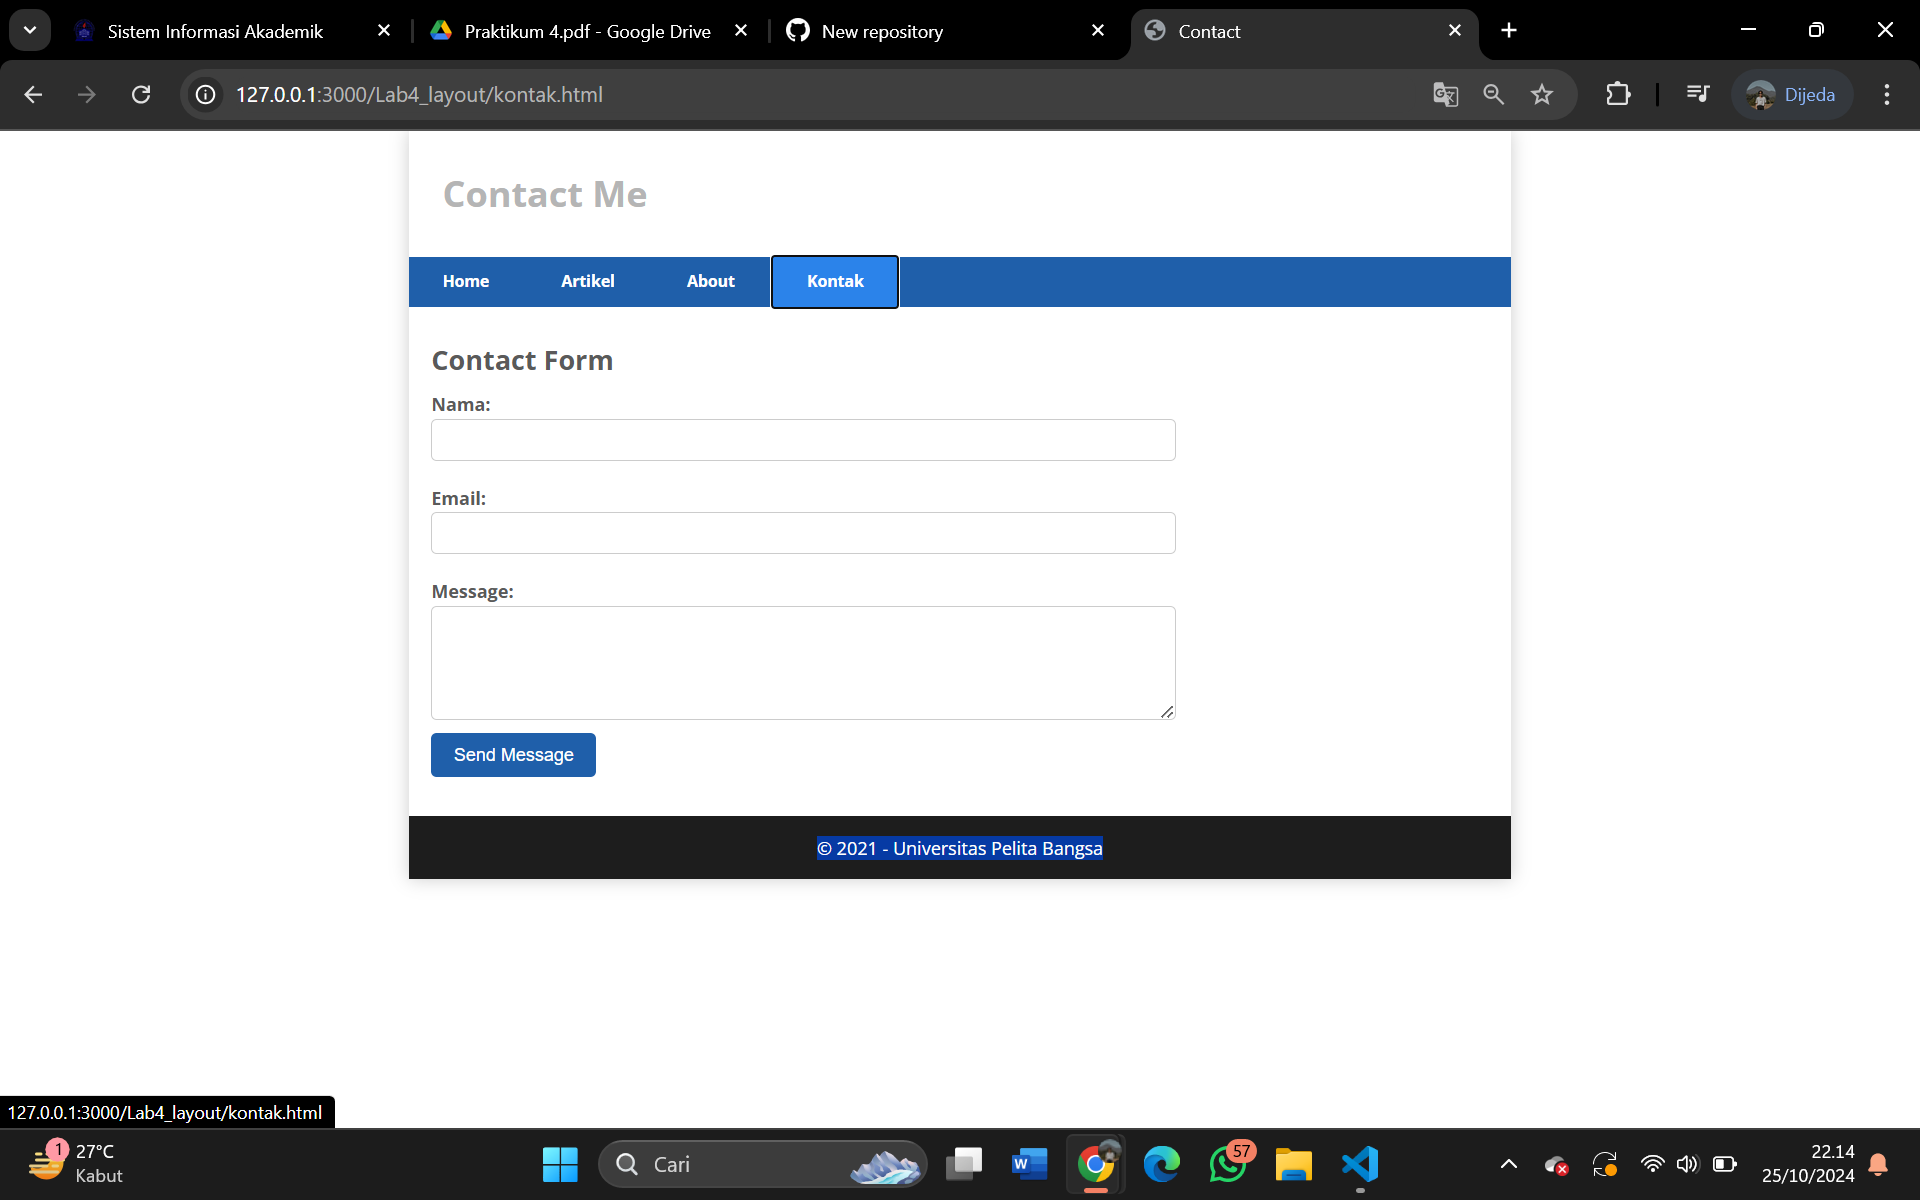 Sistem Informasi Akademik
Praktikum 4.pdf - Google Drive
New repository
Contact
127.0.0.1:3000/Lab4_layout/kontak.html
Dijeda
Contact Me
Home Artikel About Kontak
Contact Form
Nama:
Email:
Message:
Send Message
© 2021 - Universitas Pelita Bangsa
127.0.0.1:3000/Lab4_layout/kontak.html
1
27°C
Kabut
Cari
W
57
22.14
25/10/2024